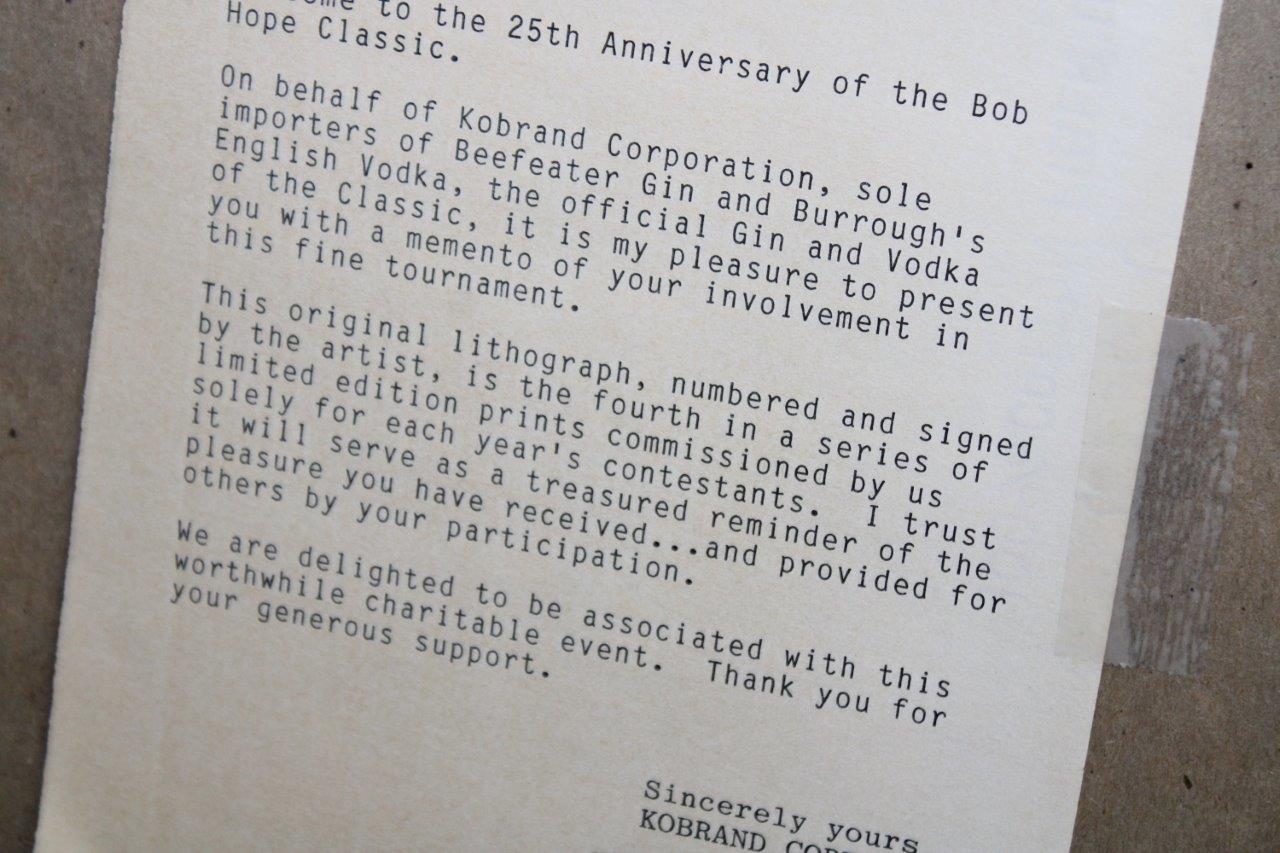 to the 25th Anniversary of the Bob
Hope Classic.
On behalf of Kobrand Corporation, sole
importers of Beefeater Gin and Burrough's
English Vodka, the official Gin and Vodka
of the Classic, it is my pleasure to present
you with a memento of your involvement in
this fine tournament.
This original lithograph, numbered and signed
by the artist, is the fourth in a series of
limited edition prints commissioned by us
solely for each year's contestants. I trust
it will serve as a treasured reminder of the
pleasure you have received...and provided for
others by your participation.
We are delighted to be associated with this
worthwhile charitable event. Thank you for
your generous support.
Sincerely yours
KOBRAND